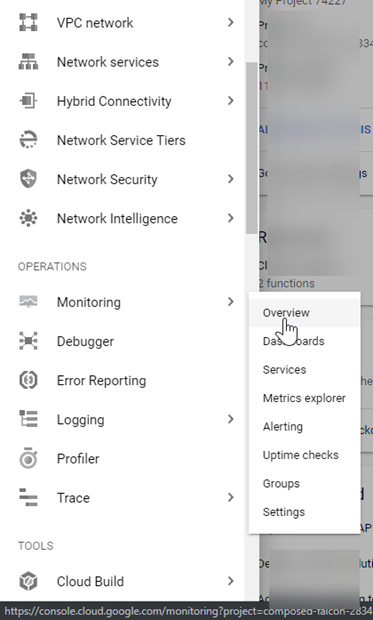 VPC network
Network services
Hybrid Connectivity
Network Service Tiers
Network Security
Network Intelligence
OPERATIONS
Monitoring
Debugger
Error Reporting
Logging
Profiler
Trace
TOOLS
Cloud Build
My Project 74227
2 functions
Overview
Dashboards
Services
Metrics explorer
Alerting
Uptime checks
Groups
Settings
https://console.cloud.google.com/monitoring?project=composed-falcon-2834